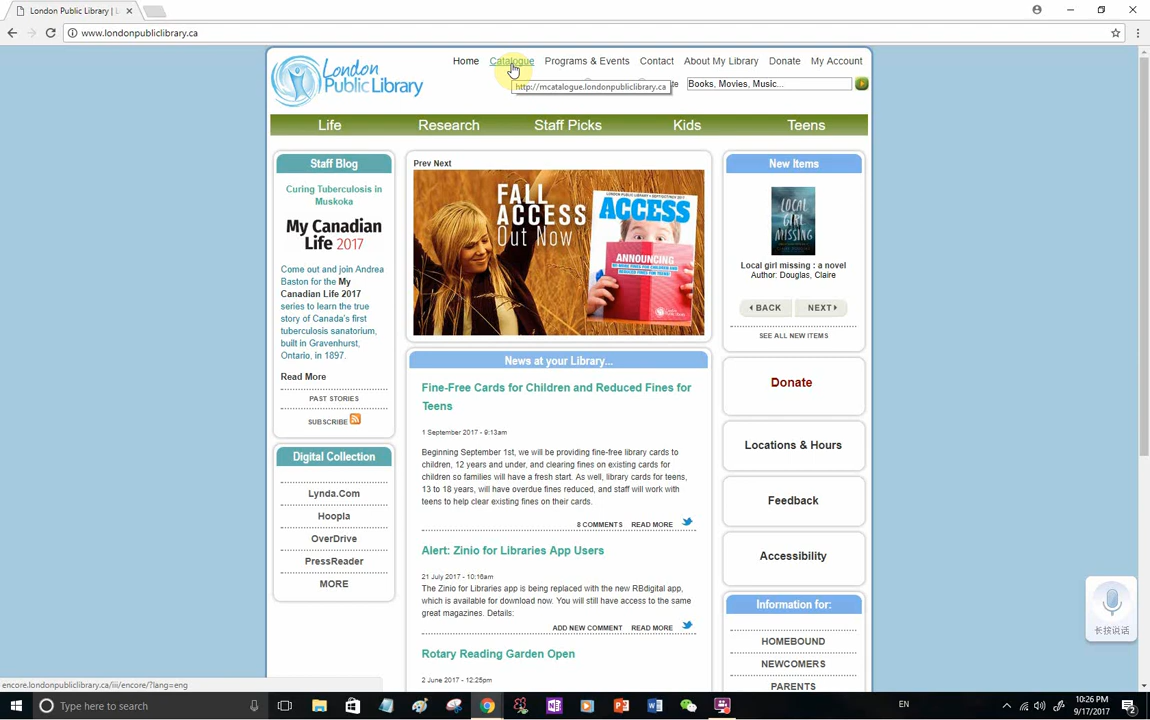 London Public Library | L
www.londonpubliclibrary.ca
London
Public Library
Home Catalogue Programs & Events Contact About My Library Donate My Account
http://mcatalogue.londonpubliclibrary.ca
Books, Movies, Music...
Life Research Staff Picks Kids Teens
Staff Blog
Curing Tuberculosis in
Muskoka
My Canadian
Life 2017
Come out and join Andrea
Baston for the My
Canadian Life 2017
series to learn the true
story of Canada's first
tuberculosis sanatorium,
built in Gravenhurst,
Ontario, in 1897.
Read More
PAST STORIES
SUBSCRIBE
Digital Collection
Lynda.Com
Hoopla
OverDrive
PressReader
MORE
Prev Next
FALL
ACCESS
Out Now
ACCESS
ANNOUNCING
News at your Library...
Fine-Free Cards for Children and Reduced Fines for
Teens
1 September 2017 - 9:13am
Beginning September 1st, we will be providing fine-free library cards to
children, 12 years and under, and clearing fines on existing cards for
children so families will have a fresh start. As well, library cards for teens,
13 to 18 years, will have overdue fines reduced, and staff will work with
teens to help clear existing fines on their cards.
8 COMMENTS READ MORE
Alert: Zinio for Libraries App Users
21 July 2017 - 10:16am
The Zinio for Libraries app is being replaced with the new RBdigital app,
which is available for download now. You will still have access to the same
great magazines. Details:
ADD NEW COMMENT READ MORE
Rotary Reading Garden Open
2 June 2017 - 12:25pm
New Items
LOCAL
GIRL
MISSING
Local girl missing : a novel
Author: Douglas, Claire
BACK NEXT
SEE ALL NEW ITEMS
Donate
Locations & Hours
Feedback
Accessibility
Information for:
HOMEBOUND
NEWCOMERS
PARENTS
长按说话
encore.londonpubliclibrary.ca/iii/encore/?lang=eng
Type here to search
EN
10:26 PM
9/17/2017
2